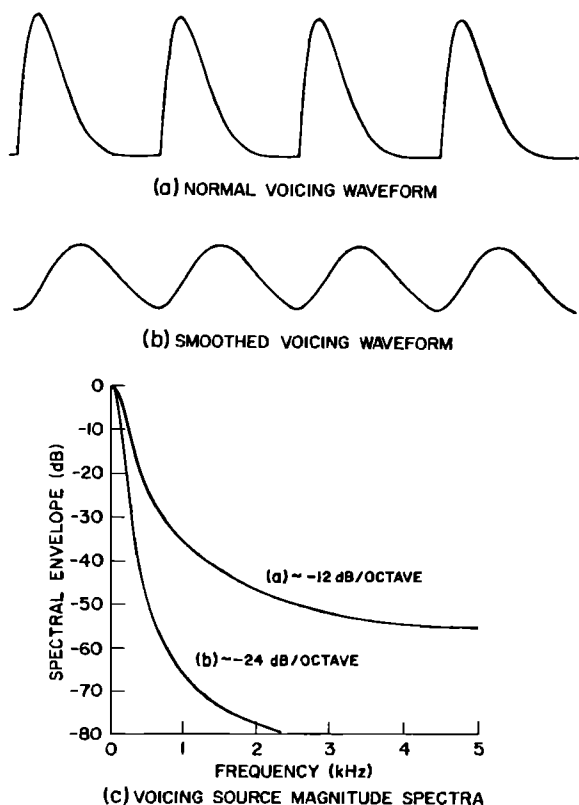 (a) NORMAL VOICING WAVEFORM
(b) SMOOTHED VOICING WAVEFORM
SPECTRAL ENVELOPE (dB)
0
-10
-20
-30
-40
-50
-60
-70
-80
(a) ~ -12 dB/OCTAVE
(b) ~ -24 dB/OCTAVE
0 1 2 3 4 5
FREQUENCY (kHz)
(c) VOICING SOURCE MAGNITUDE SPECTRA